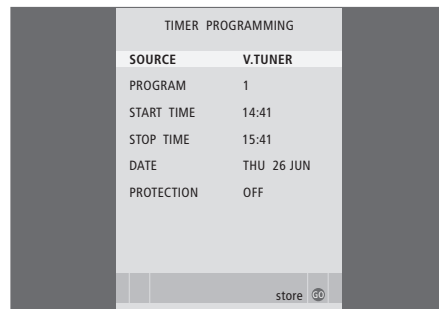 TIMER PROGRAMMING
SOURCE V.TUNER
PROGRAM 1
START TIME 14:41
STOP TIME 15:41
DATE THU 26 JUN
PROTECTION OFF
store GO